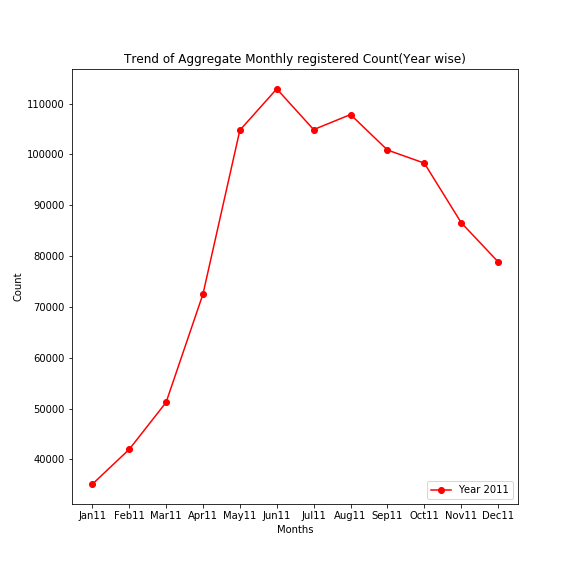 Trend of Aggregate Monthly registered Count(Year wise)
110000
100000
90000
80000
70000
60000
50000
40000
Count
Year 2011
Jan11 Feb11 Mar11 Apr11 May11 Jun11 Jul11 Aug11 Sep11 Oct11 Nov11 Dec11
Months